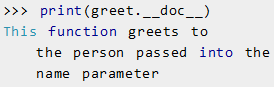 >>> print(greet.__doc__)
This function greets to
    the person passed into the
    name parameter